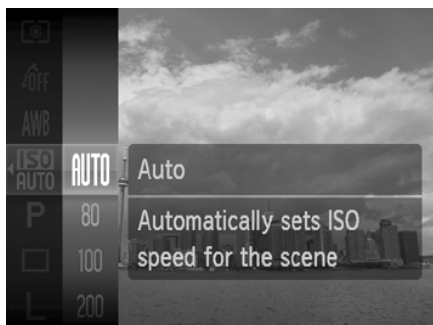 OFF
AWB
ISO AUTO
AUTO
Auto
P
80
Automatically sets ISO
speed for the scene
100
L
200